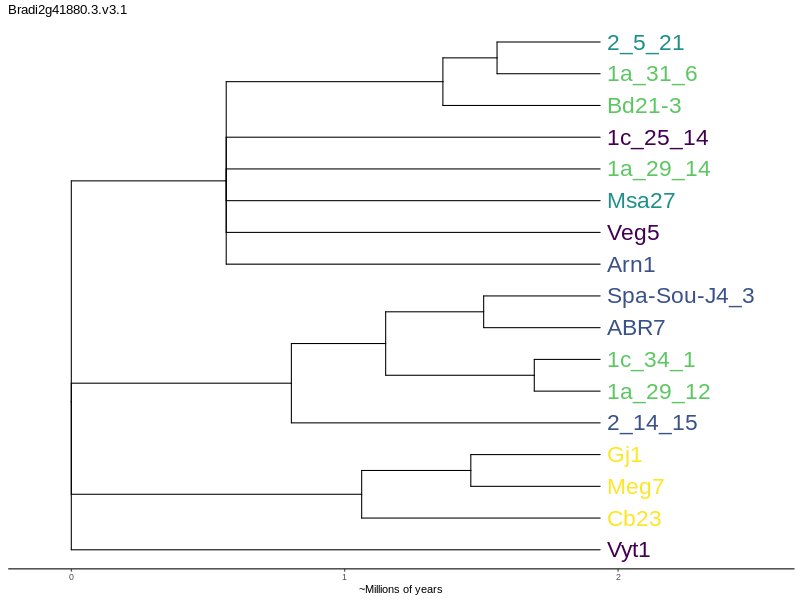 Bradi2g41880.3.v3.1
2_5_21
1a_31_6
Bd21-3
1c_25_14
1a_29_14
Msa27
Veg5
Arn1
Spa-Sou-J4_3
ABR7
1c_34_1
1a_29_12
2_14_15
Gj1
Meg7
Cb23
Vyt1
0 1 2
~Millions of years